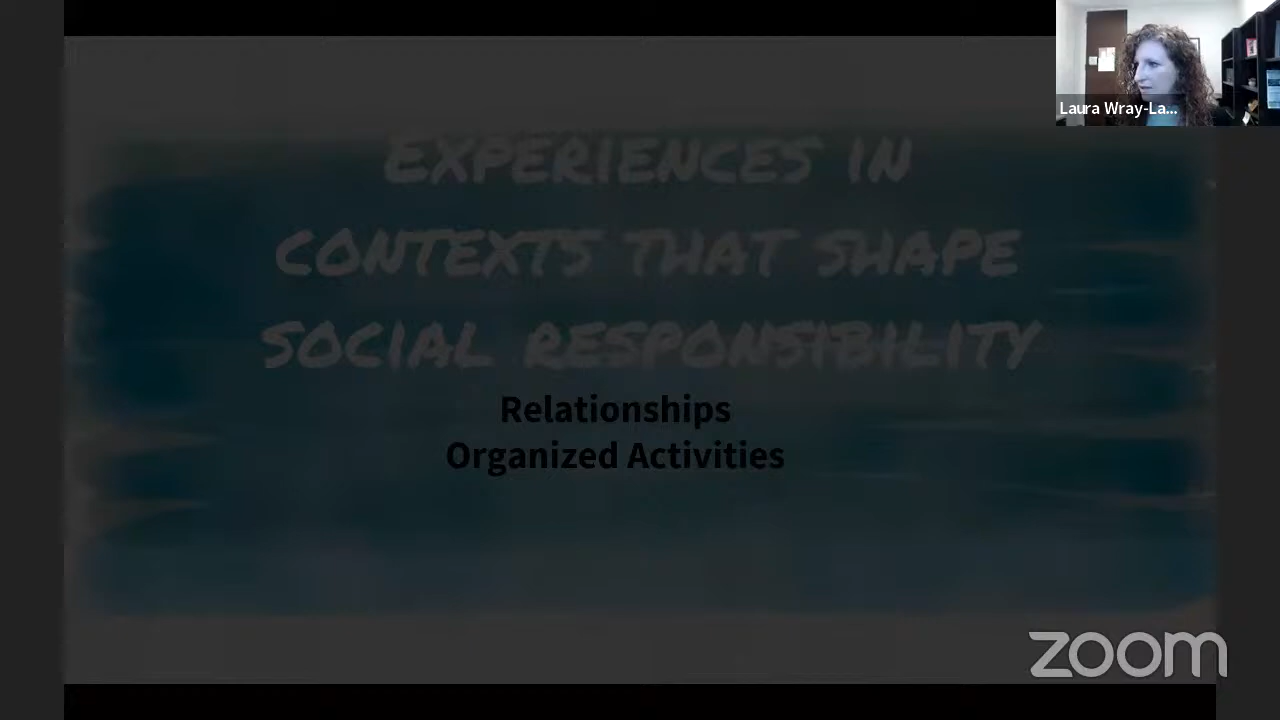 Laura Wray-La...
EXPERIENCES IN
CONTEXTS THAT SHAPE
SOCIAL RESPONSIBILITY
Relationships
Organized Activities
zoom